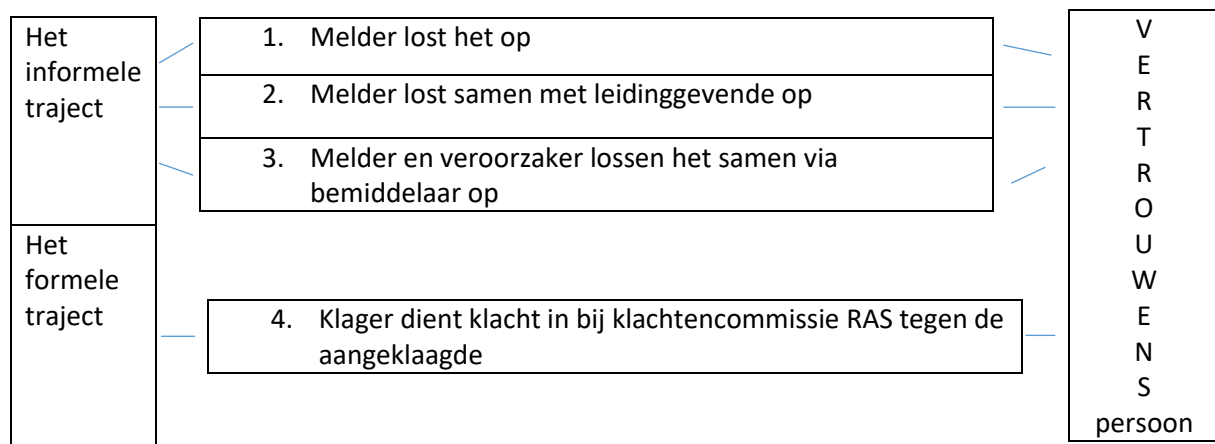 Het
informele
traject
1. Melder lost het op
2. Melder lost samen met leidinggevende op
3. Melder en veroorzaker lossen het samen via
bemiddelaar op
Het
formele
traject
4. Klager dient klacht in bij klachtencommissie RAS tegen de
aangeklaagde
V
E
R
T
R
O
U
W
E
N
S
persoon